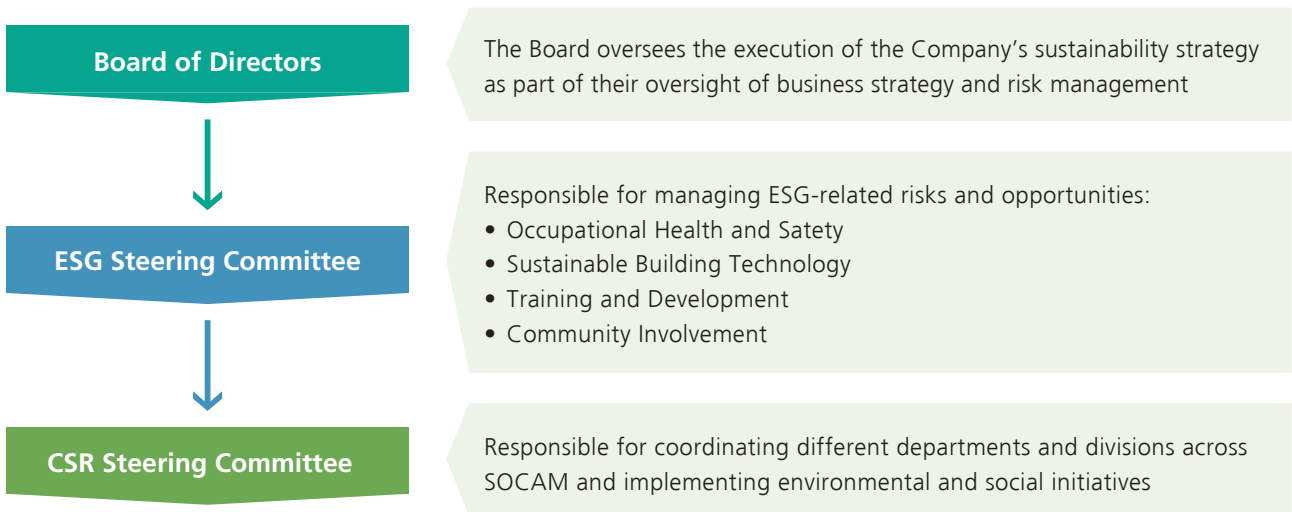 Board of Directors
The Board oversees the execution of the Company’s sustainability strategy
as part of their oversight of business strategy and risk management
ESG Steering Committee
Responsible for managing ESG-related risks and opportunities:
• Occupational Health and Satety
• Sustainable Building Technology
• Training and Development
• Community Involvement
CSR Steering Committee
Responsible for coordinating different departments and divisions across
SOCAM and implementing environmental and social initiatives